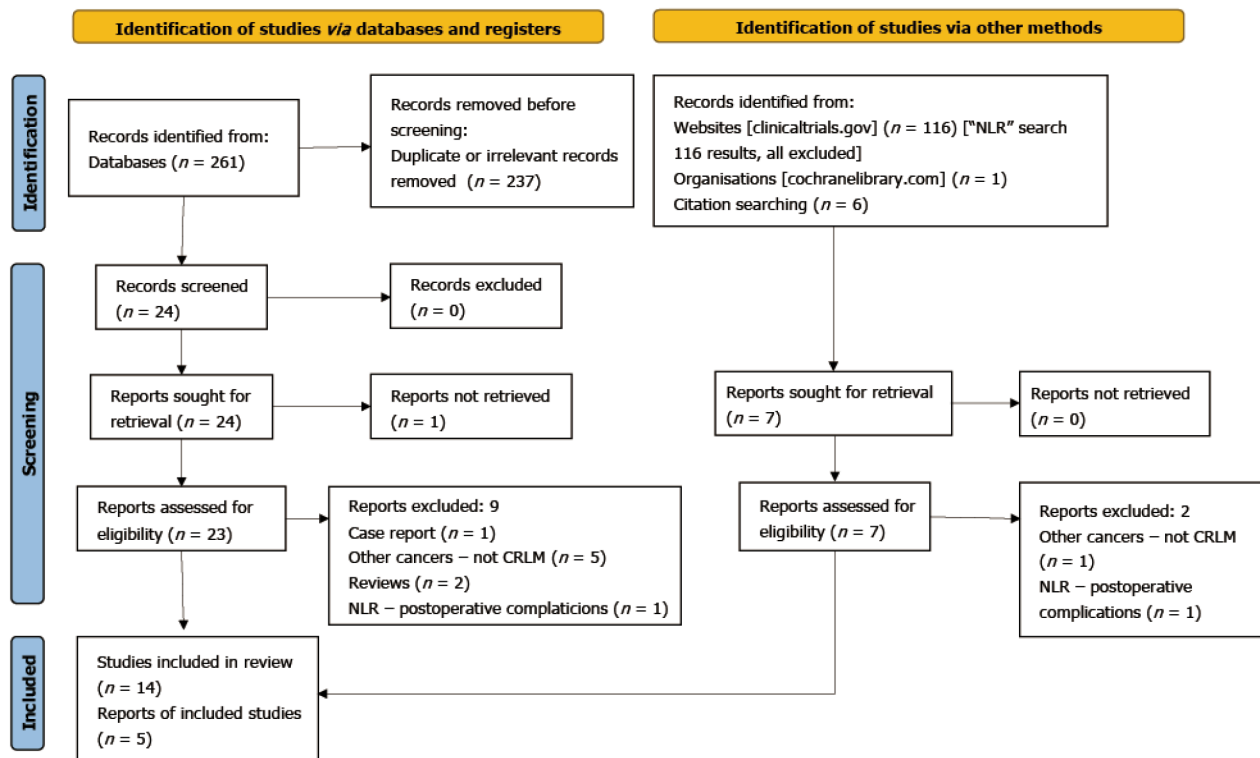 Identification of studies via databases and registers
Identification of studies via other methods
Identification
Records identified from:
Databases (n = 261)
Records removed before
screening:
Duplicate or irrelevant records
removed (n = 237)
Records identified from:
Websites [clinicaltrials.gov] (n = 116) [“NLR” search
116 results, all excluded]
Organisations [cochranelibrary.com] (n = 1)
Citation searching (n = 6)
Screening
Records screened
(n = 24)
Records excluded
(n = 0)
Reports sought for
retrieval (n = 24)
Reports not retrieved
(n = 1)
Reports sought for retrieval
(n = 7)
Reports not retrieved
(n = 0)
Reports assessed for
eligibility (n = 23)
Reports excluded: 9
Case report (n = 1)
Other cancers – not CRLM (n = 5)
Reviews (n = 2)
NLR – postoperative complaticions (n = 1)
Reports assessed for
eligibility (n = 7)
Reports excluded: 2
Other cancers – not CRLM
(n = 1)
NLR – postoperative
complications (n = 1)
Included
Studies included in review
(n = 14)
Reports of included studies
(n = 5)